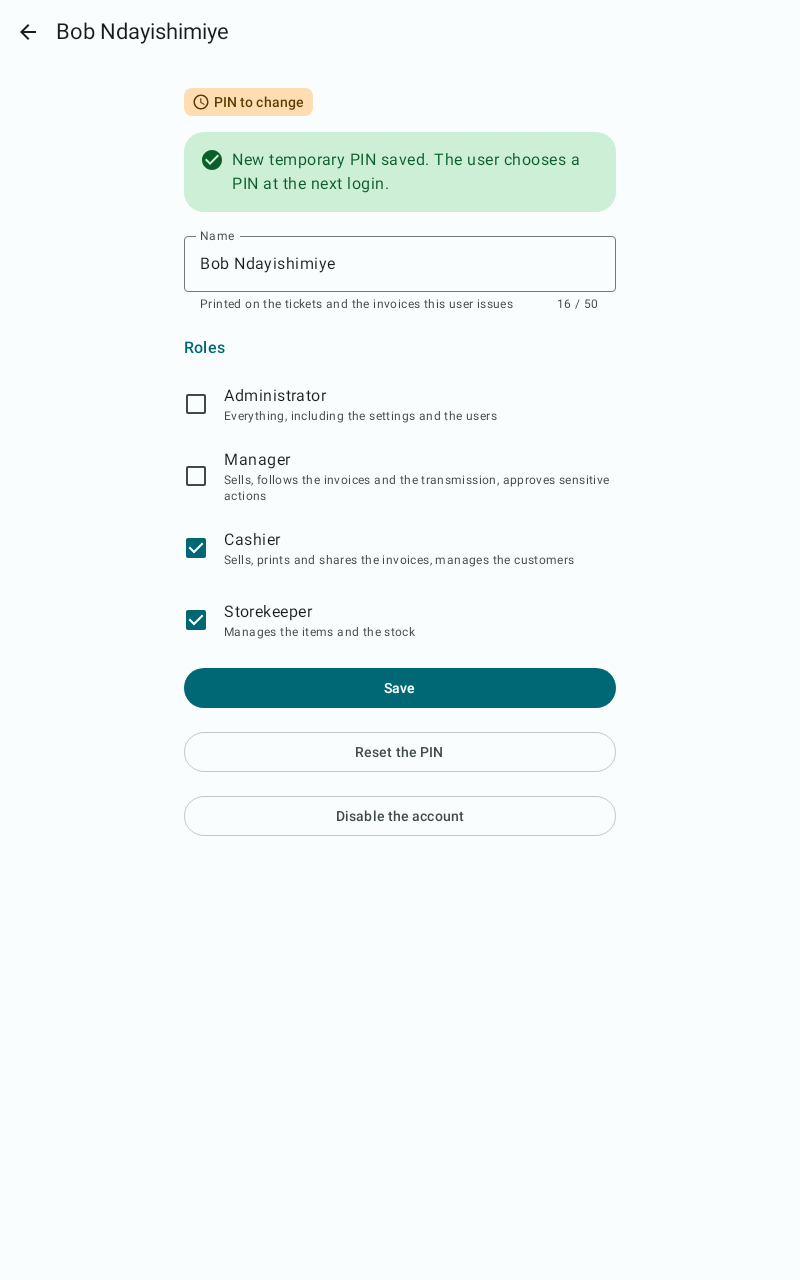 Bob Ndayishimiye
PIN to change
New temporary PIN saved. The user chooses a
PIN at the next login.
Name
Bob Ndayishimiye
Printed on the tickets and the invoices this user issues 16 / 50
Roles
Administrator
Everything, including the settings and the users
Manager
Sells, follows the invoices and the transmission, approves sensitive
actions
Cashier
Sells, prints and shares the invoices, manages the customers
Storekeeper
Manages the items and the stock
Save
Reset the PIN
Disable the account